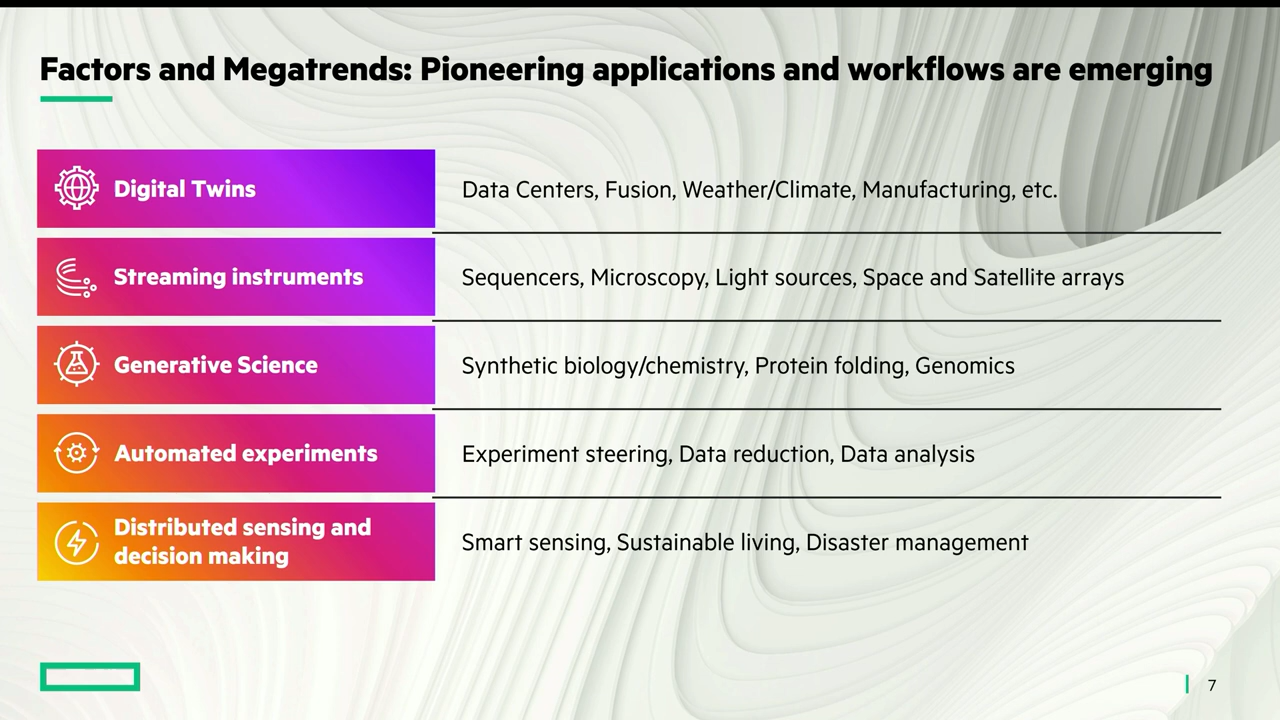 Factors and Megatrends: Pioneering applications and workflows are emerging
Digital Twins
Data Centers, Fusion, Weather/Climate, Manufacturing, etc.
Streaming instruments
Sequencers, Microscopy, Light sources, Space and Satellite arrays
Generative Science
Synthetic biology/chemistry, Protein folding, Genomics
Automated experiments
Experiment steering, Data reduction, Data analysis
Distributed sensing and
decision making
Smart sensing, Sustainable living, Disaster management
7